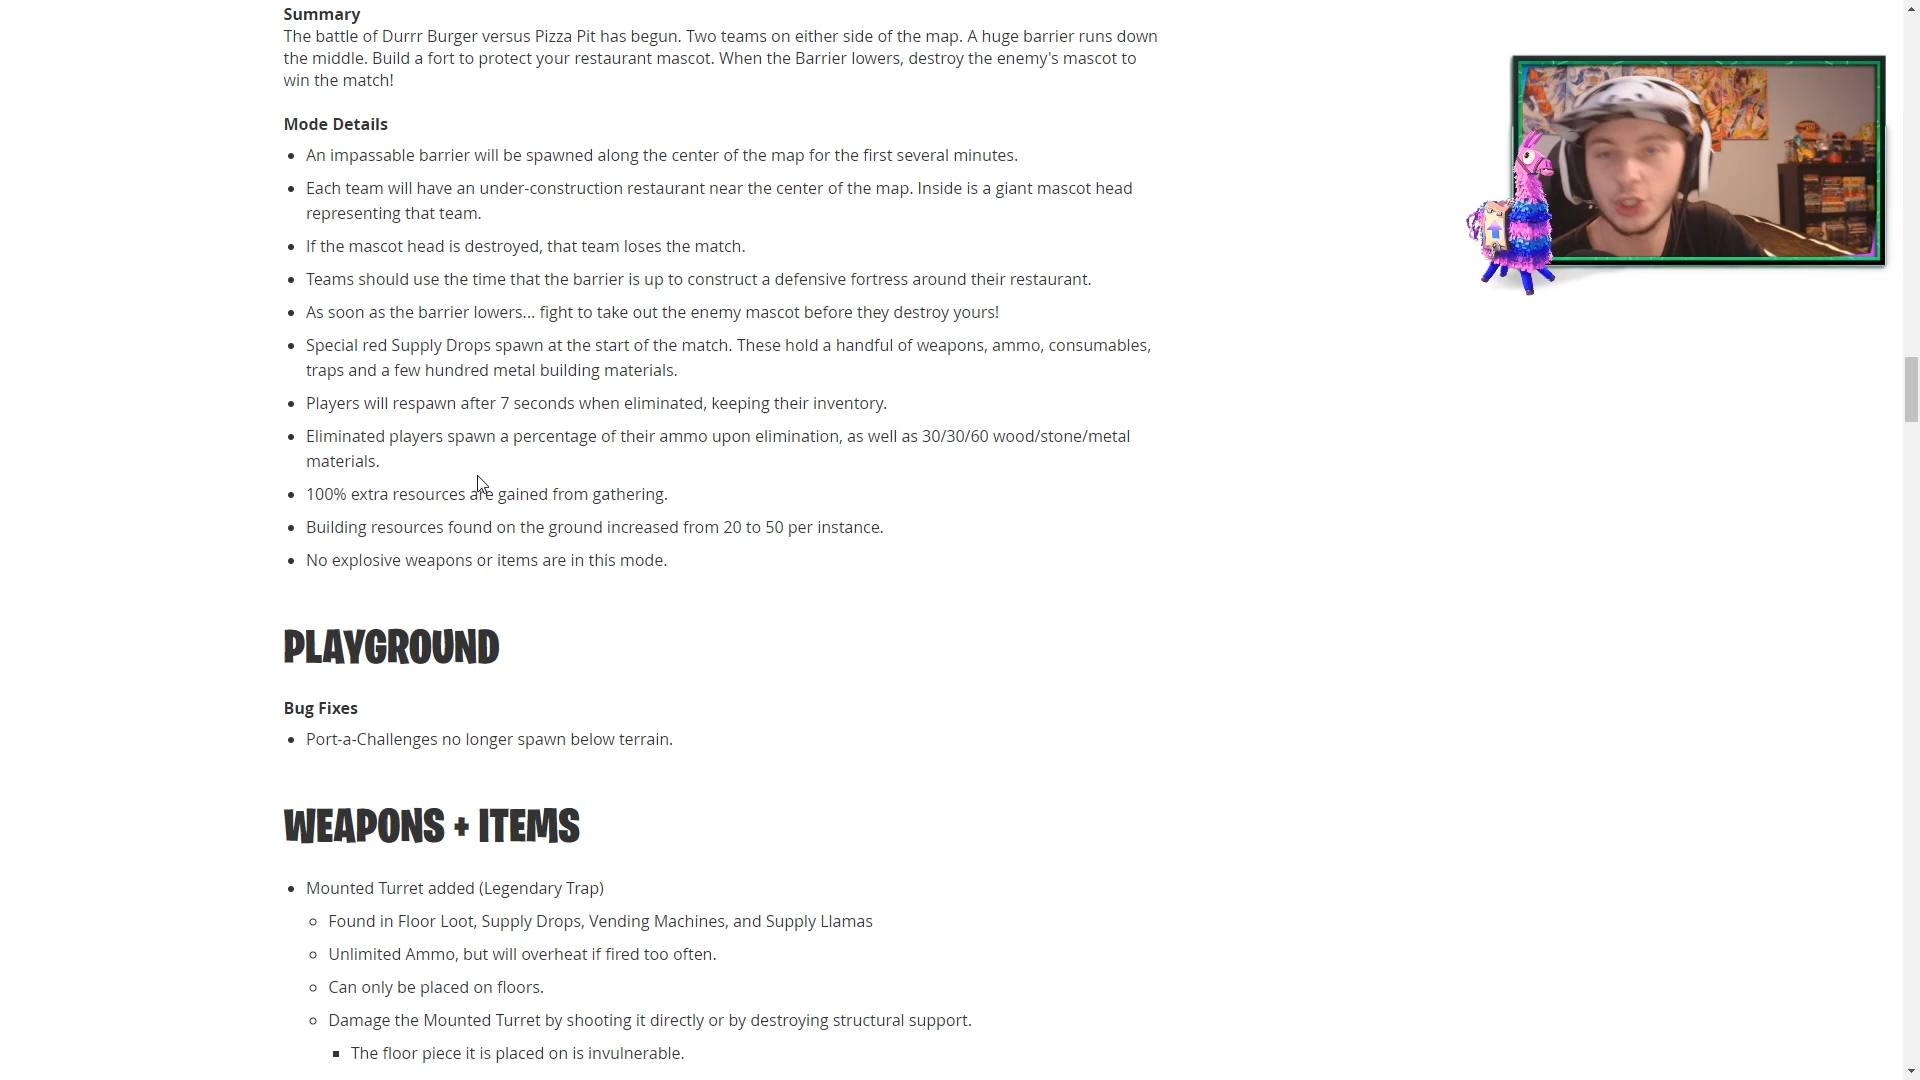 Summary
The battle of Durrr Burger versus Pizza Pit has begun. Two teams on either side of the map. A huge barrier runs down
the middle. Build a fort to protect your restaurant mascot. When the Barrier lowers, destroy the enemy's mascot to
win the match!
Mode Details
• An impassable barrier will be spawned along the center of the map for the first several minutes.
• Each team will have an under-construction restaurant near the center of the map. Inside is a giant mascot head
representing that team.
• If the mascot head is destroyed, that team loses the match.
• Teams should use the time that the barrier is up to construct a defensive fortress around their restaurant.
• As soon as the barrier lowers... fight to take out the enemy mascot before they destroy yours!
• Special red Supply Drops spawn at the start of the match. These hold a handful of weapons, ammo, consumables,
traps and a few hundred metal building materials.
• Players will respawn after 7 seconds when eliminated, keeping their inventory.
• Eliminated players spawn a percentage of their ammo upon elimination, as well as 30/30/60 wood/stone/metal
materials.
• 100% extra resources are gained from gathering.
• Building resources found on the ground increased from 20 to 50 per instance.
• No explosive weapons or items are in this mode.
PLAYGROUND
Bug Fixes
• Port-a-Challenges no longer spawn below terrain.
WEAPONS + ITEMS
• Mounted Turret added (Legendary Trap)
◦ Found in Floor Loot, Supply Drops, Vending Machines, and Supply Llamas
◦ Unlimited Ammo, but will overheat if fired too often.
◦ Can only be placed on floors.
◦ Damage the Mounted Turret by shooting it directly or by destroying structural support.
▪ The floor piece it is placed on is invulnerable.